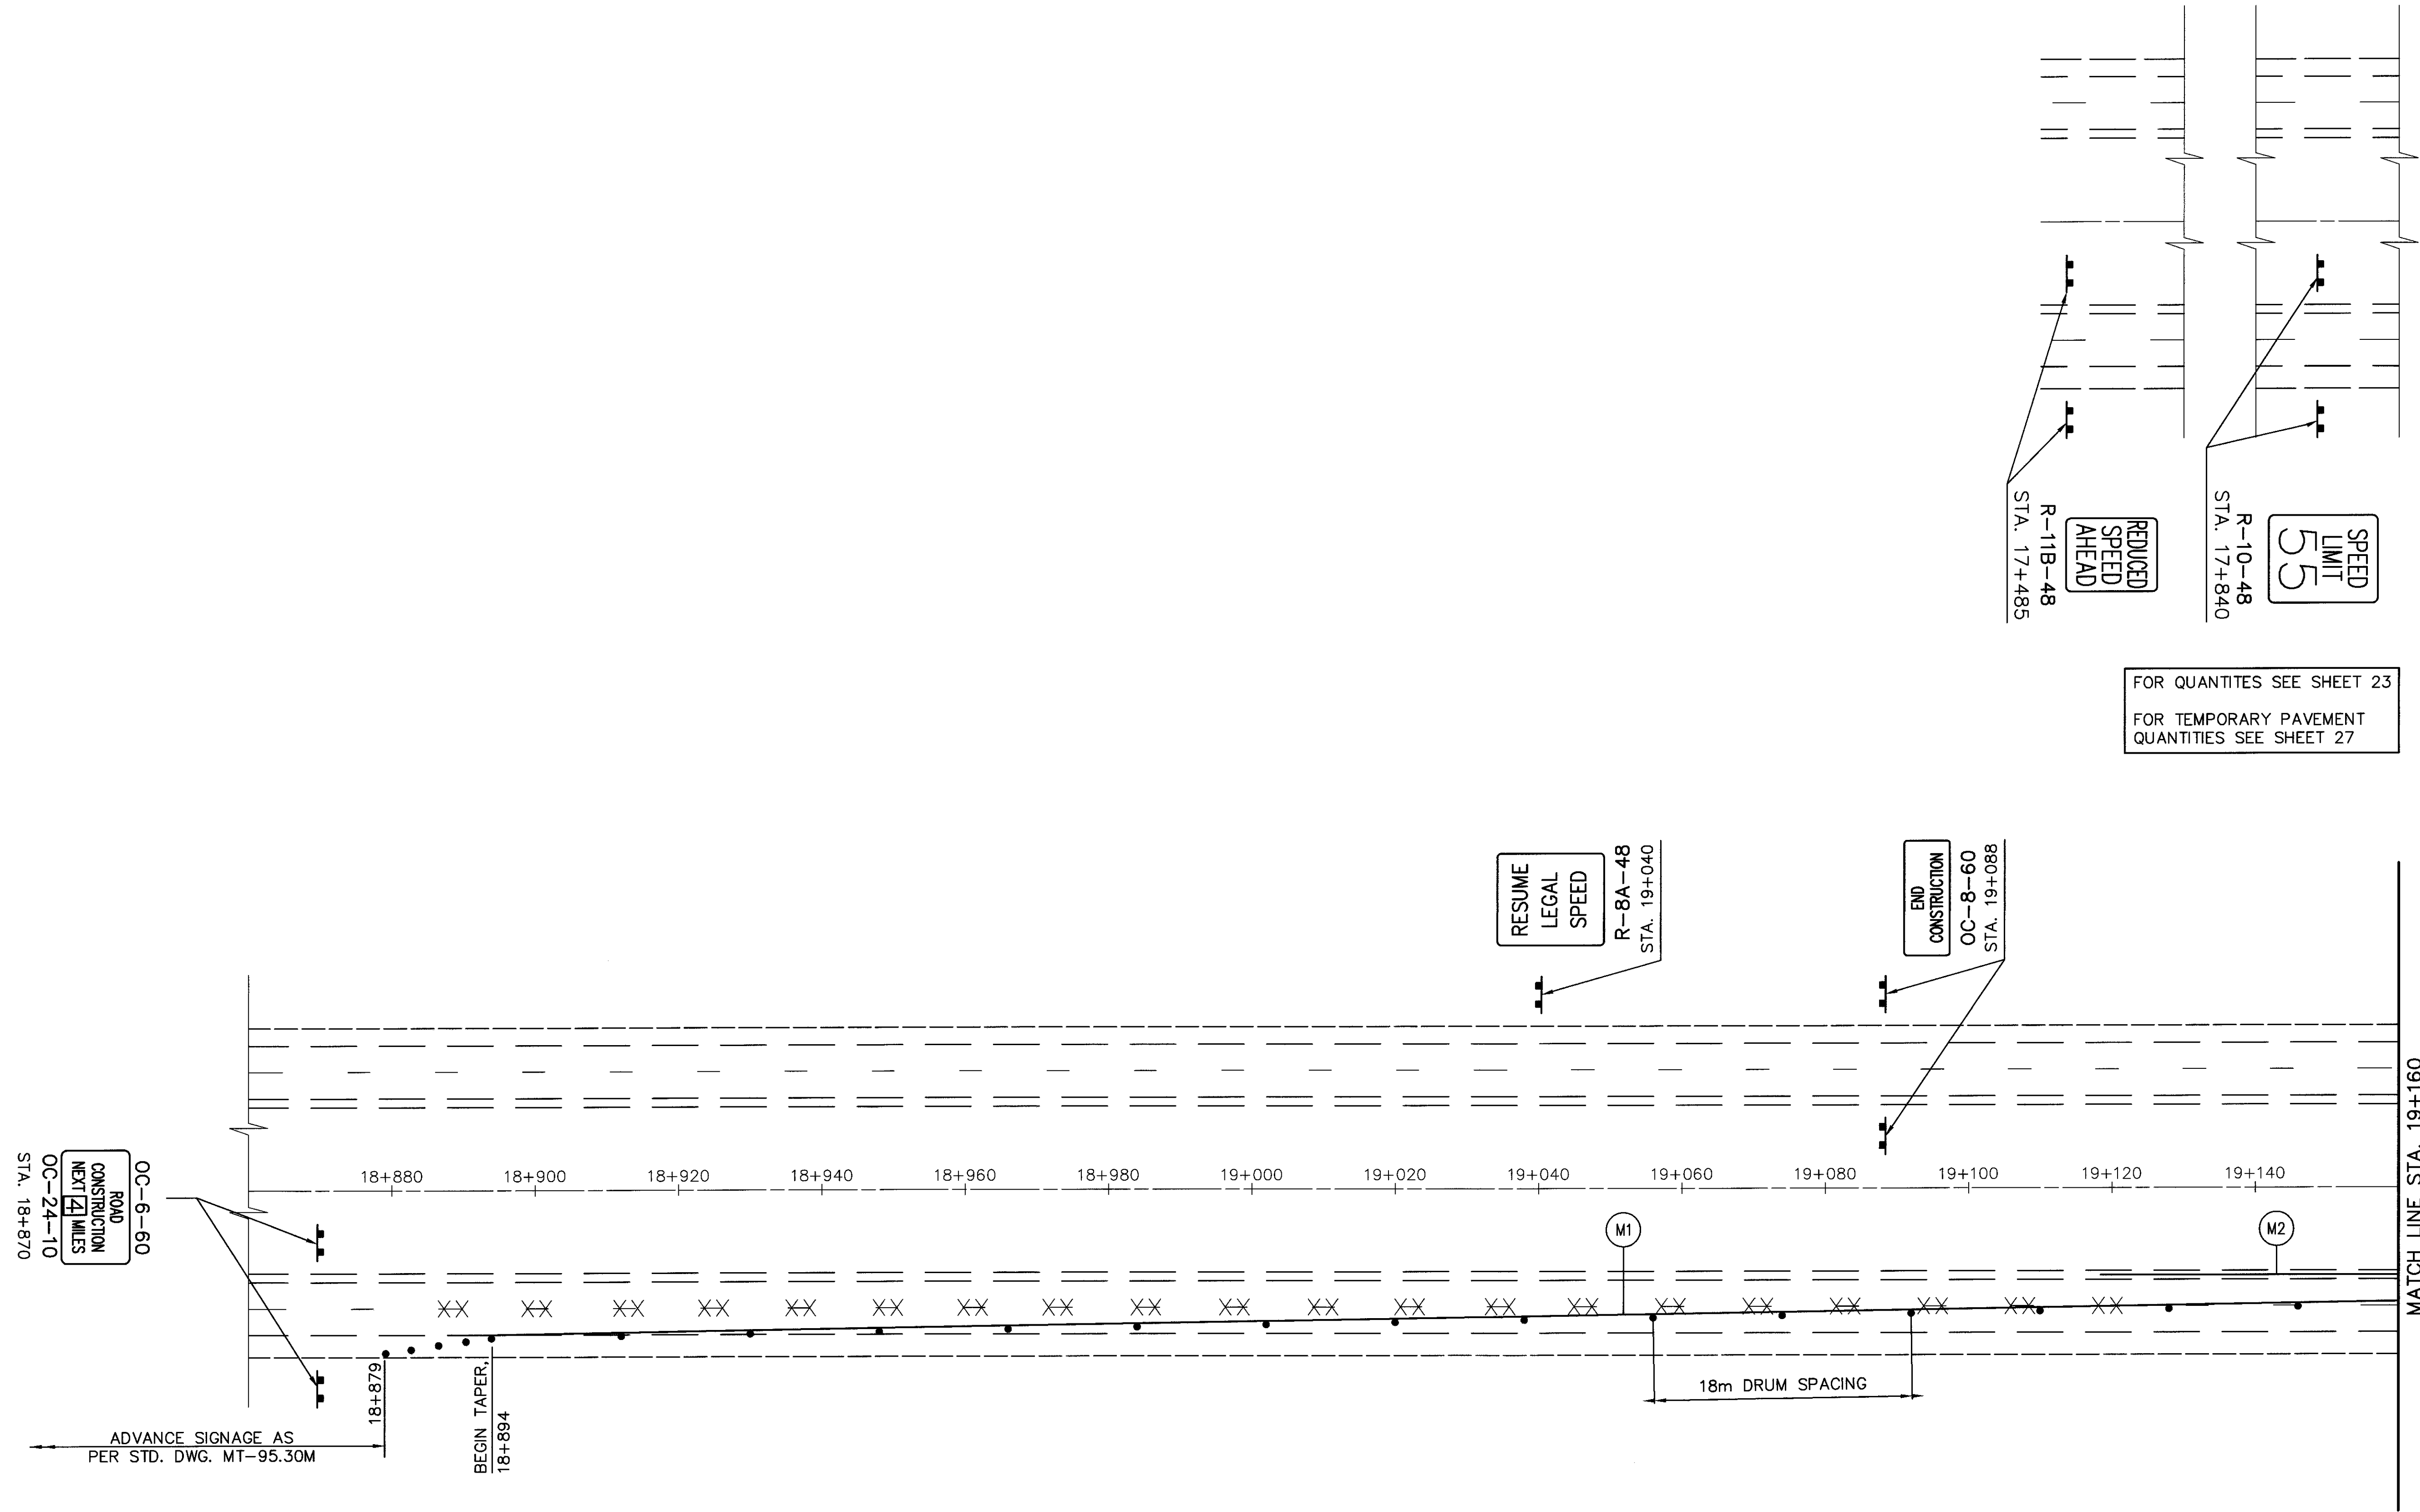 SPEED
LIMIT
55
R-10-48
STA. 17+840
REDUCED
SPEED
AHEAD
R-11B-48
STA. 17+485
FOR QUANTITES SEE SHEET 23
FOR TEMPORARY PAVEMENT
QUANTITIES SEE SHEET 27
RESUME
LEGAL
SPEED
R-8A-48
STA. 19+040
END
CONSTRUCTION
OC-8-60
STA. 19+088
MATCH LINE STA. 19+160
OC-6-60
ROAD
CONSTRUCTION
NEXT 4 MILES
OC-24-10
STA. 18+870
18+880
18+900
18+920
18+940
18+960
18+980
19+000
19+020
19+040
19+060
19+080
19+100
19+120
19+140
M1
M2
18+879
BEGIN TAPER,
18+894
18m DRUM SPACING
ADVANCE SIGNAGE AS
PER STD. DWG. MT-95.30M